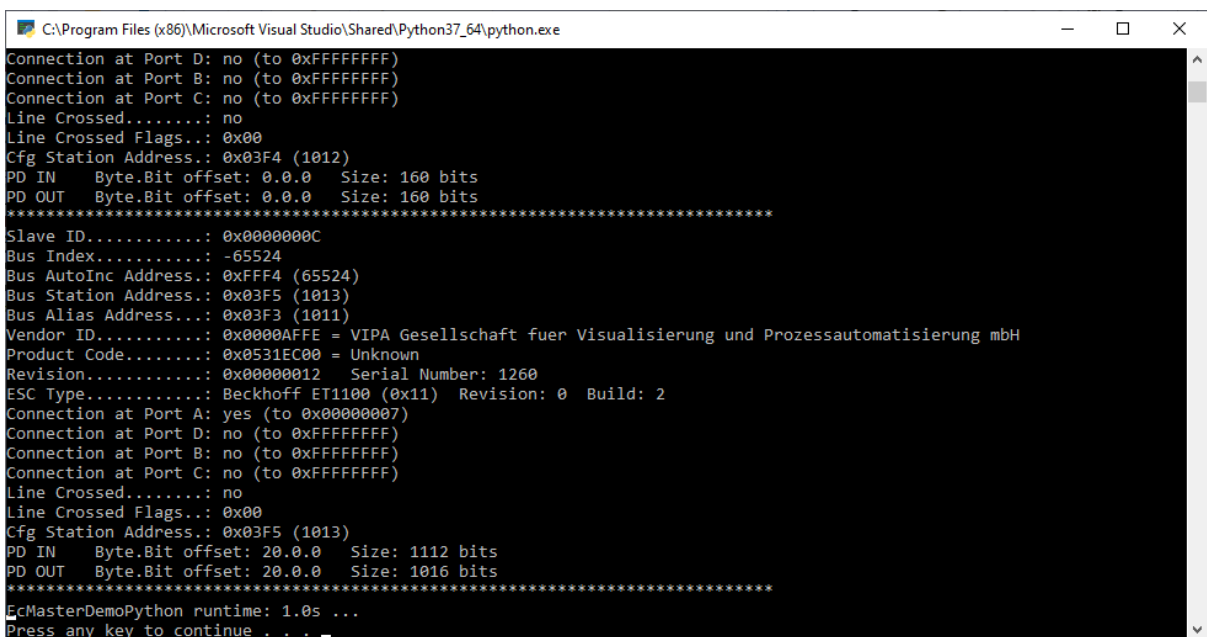 C:\Program Files (x86)\Microsoft Visual Studio\Shared\Python37_64\python.exe
Connection at Port D: no (to 0xFFFFFFFF)
Connection at Port B: no (to 0xFFFFFFFF)
Connection at Port C: no (to 0xFFFFFFFF)
Line Crossed........: no
Line Crossed Flags..: 0x00
Cfg Station Address.: 0x03F4 (1012)
PD IN    Byte.Bit offset: 0.0.0   Size: 160 bits
PD OUT   Byte.Bit offset: 0.0.0   Size: 160 bits
*****************************************************************************
Slave ID............: 0x0000000C
Bus Index...........: -65524
Bus AutoInc Address.: 0xFFF4 (65524)
Bus Station Address.: 0x03F5 (1013)
Bus Alias Address...: 0x03F3 (1011)
Vendor ID...........: 0x0000AFFE = VIPA Gesellschaft fuer Visualisierung und Prozessautomatisierung mbH
Product Code........: 0x0531EC00 = Unknown
Revision............: 0x00000012   Serial Number: 1260
ESC Type............: Beckhoff ET1100 (0x11)  Revision: 0  Build: 2
Connection at Port A: yes (to 0x00000007)
Connection at Port D: no (to 0xFFFFFFFF)
Connection at Port B: no (to 0xFFFFFFFF)
Connection at Port C: no (to 0xFFFFFFFF)
Line Crossed........: no
Line Crossed Flags..: 0x00
Cfg Station Address.: 0x03F5 (1013)
PD IN    Byte.Bit offset: 20.0.0   Size: 1112 bits
PD OUT   Byte.Bit offset: 20.0.0   Size: 1016 bits
*****************************************************************************
EcMasterDemoPython runtime: 1.0s ...
Press any key to continue . . .